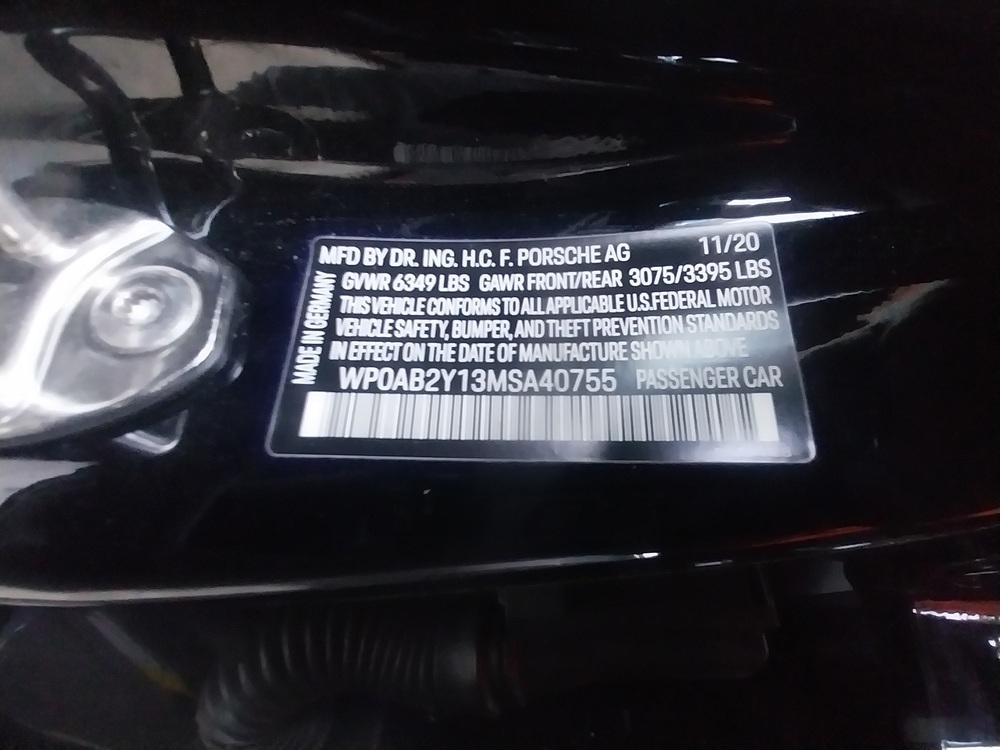 MFD BY DR. ING. H.C. F. PORSCHE AG 11/20
GVWR 6349 LBS GAWR FRONT/REAR 3075/3395 LBS
THIS VEHICLE CONFORMS TO ALL APPLICABLE U.S.FEDERAL MOTOR
VEHICLE SAFETY, BUMPER, AND THEFT PREVENTION STANDARDS
IN EFFECT ON THE DATE OF MANUFACTURE SHOWN ABOVE
WP0AB2Y13MSA40755 PASSENGER CAR
MADE IN GERMANY